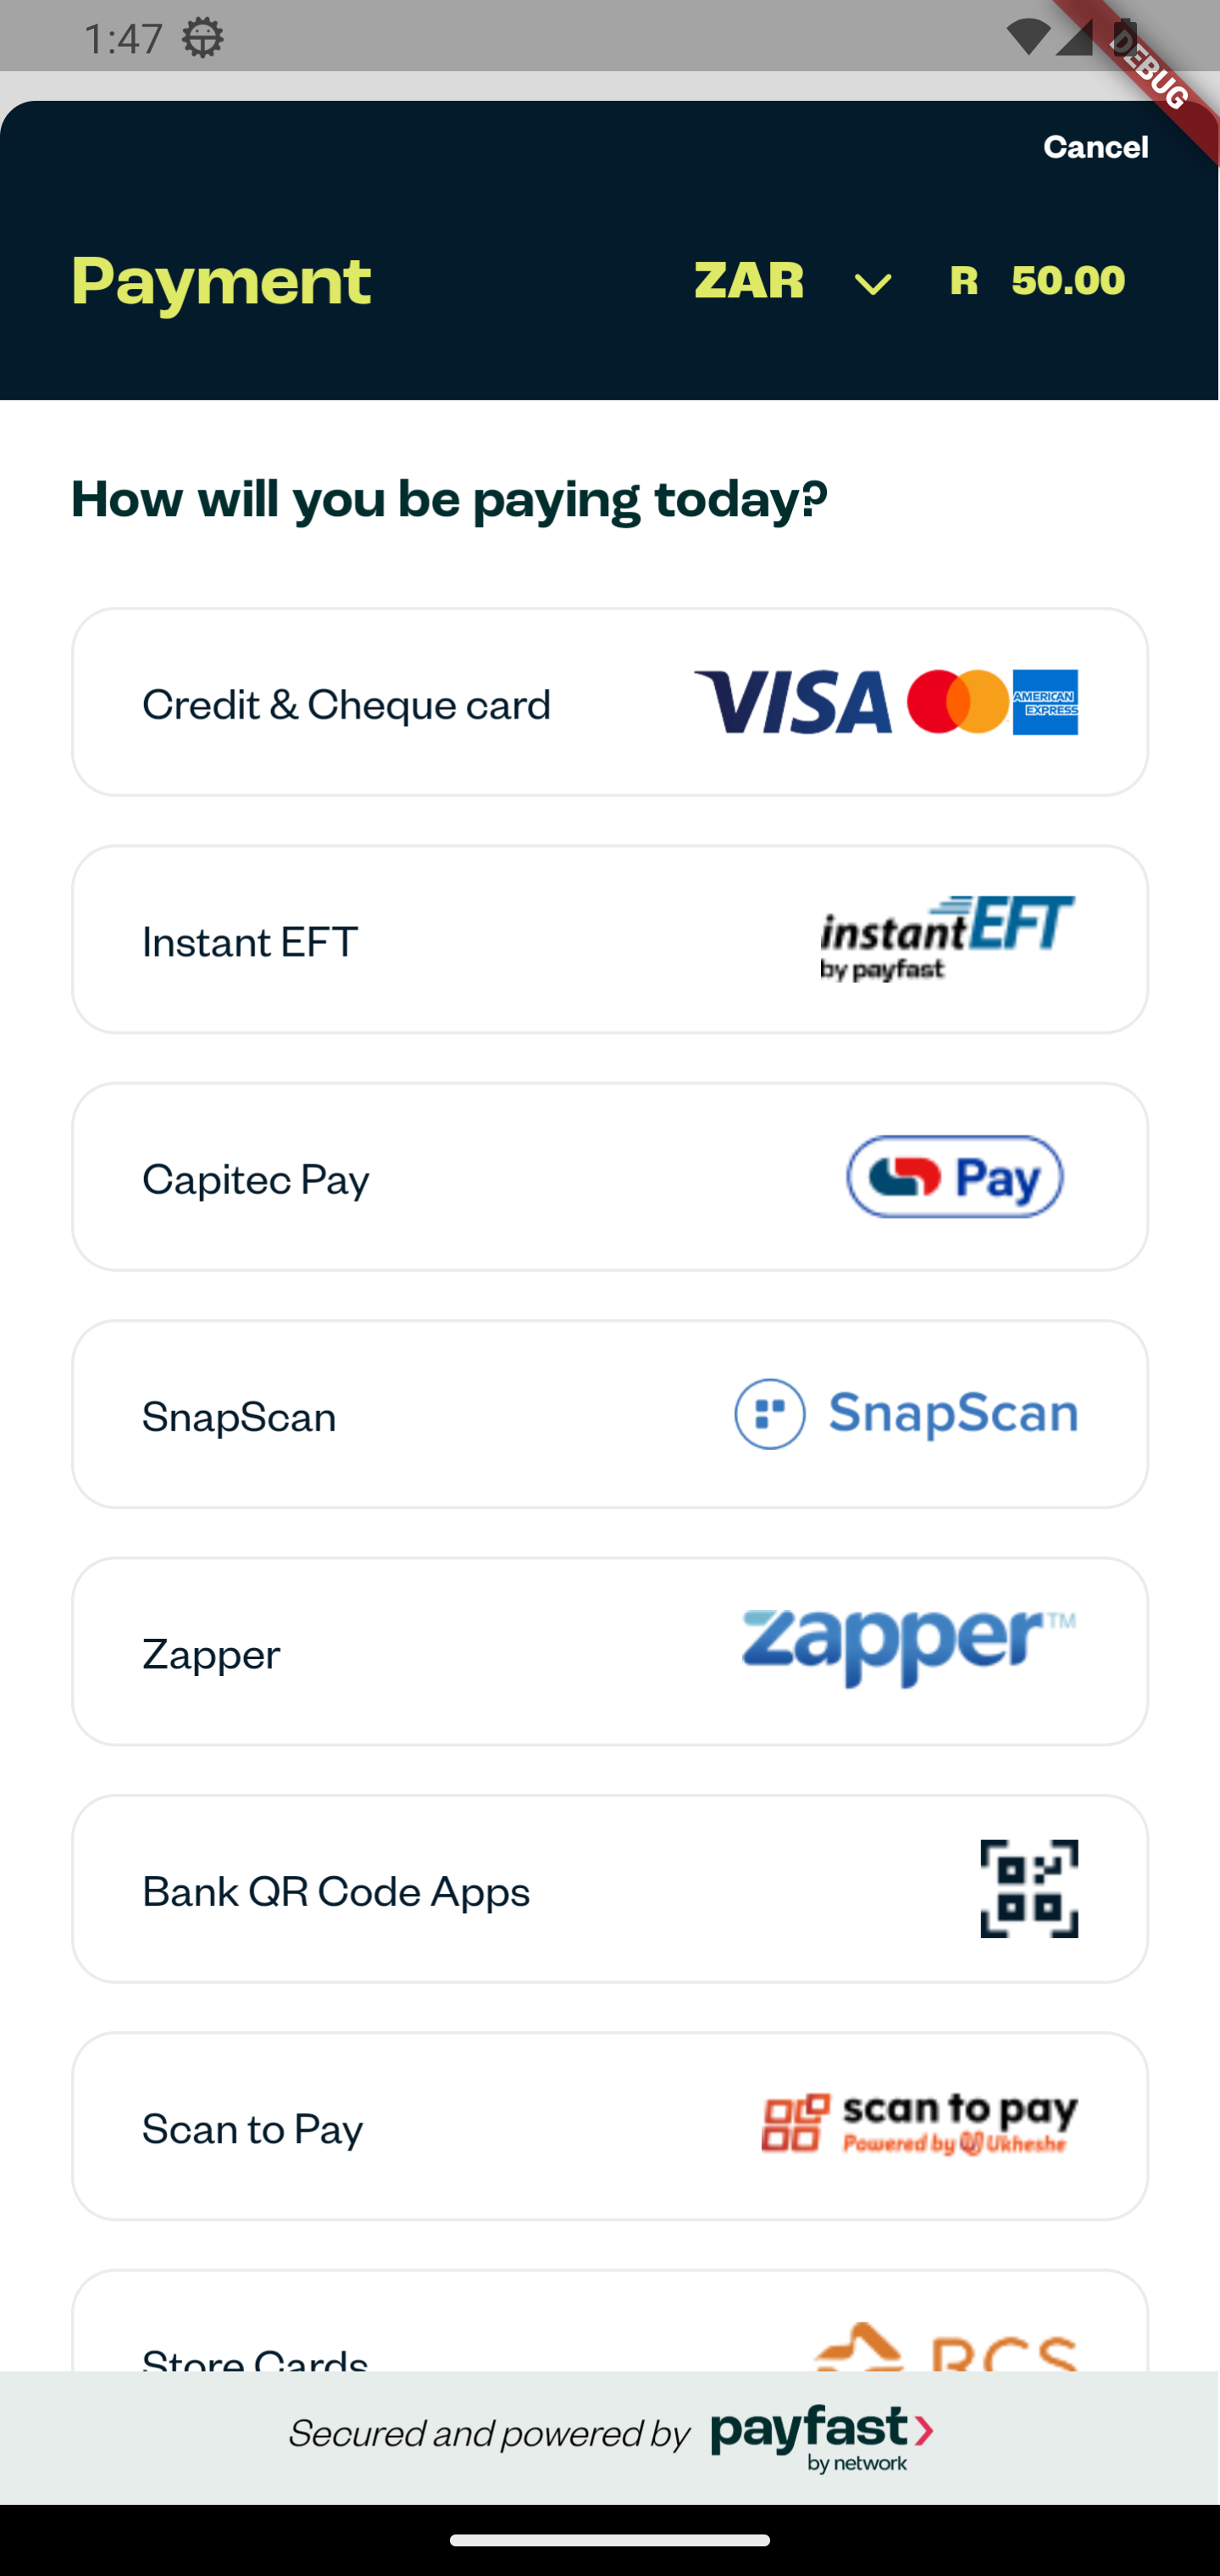 1:47
DEBUG
Cancel
Payment ZAR R 50.00
How will you be paying today?
Credit & Cheque card VISA AMERICAN EXPRESS
Instant EFT instantEFT
by payfast
Capitec Pay Pay
SnapScan SnapScan
Zapper zapper™
Bank QR Code Apps
Scan to Pay scan to pay
Powered by Ukheshe
Store Cards RCS
Secured and powered by payfast
by network